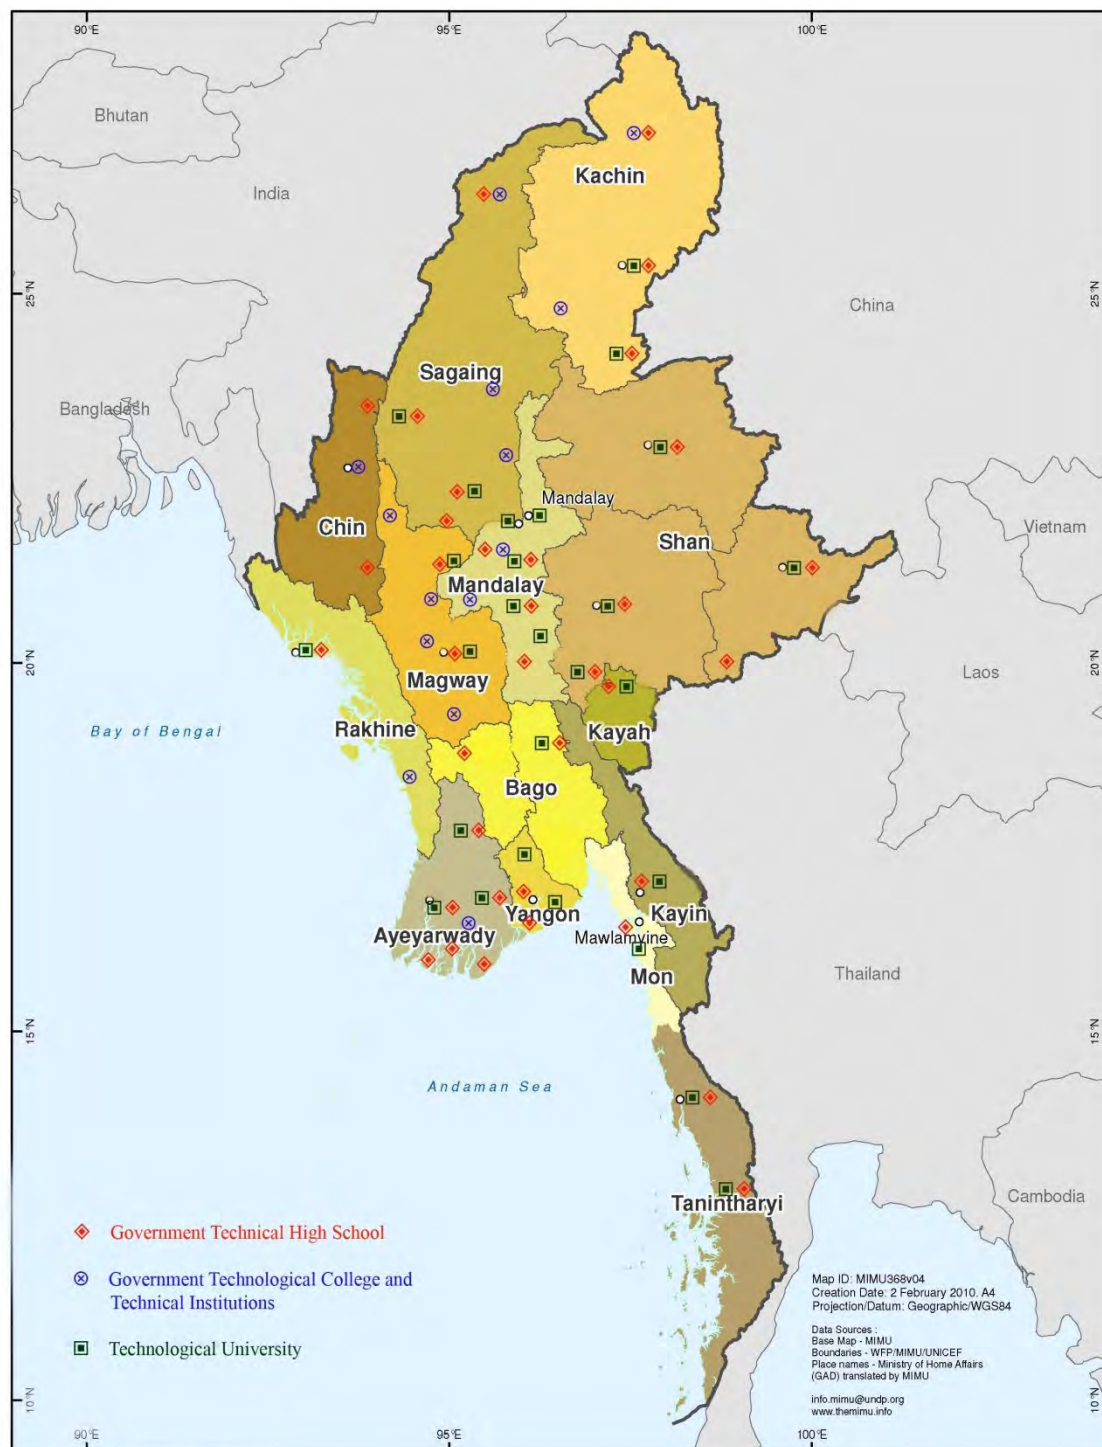 90°E
95°E
100°E
Bhutan
Kachin
India
25°N
25°N
China
Sagaing
Bangladesh
Mandalay
Chin
Shan
Vietnam
Mandalay
20°N
20°N
Laos
Magway
Rakhine
Kayah
Bay of Bengal
Bago
Yangon
Kayin
Ayeyarwady
Mawlamyine
Mon
Thailand
15°N
15°N
Andaman Sea
Tanintharyi
Cambodia
Government Technical High School
Government Technological College and
Technical Institutions
Technological University
Map ID: MIMU368v04
Creation Date: 2 February 2010. A4
Projection/Datum: Geographic/WGS84
Data Sources :
Base Map - MIMU
Boundaries - WFP/MIMU/UNICEF
Place names - Ministry of Home Affairs
(GAD) translated by MIMU
info.mimu@undp.org
www.themimu.info
10°N
10°N
90°E
95°E
100°E